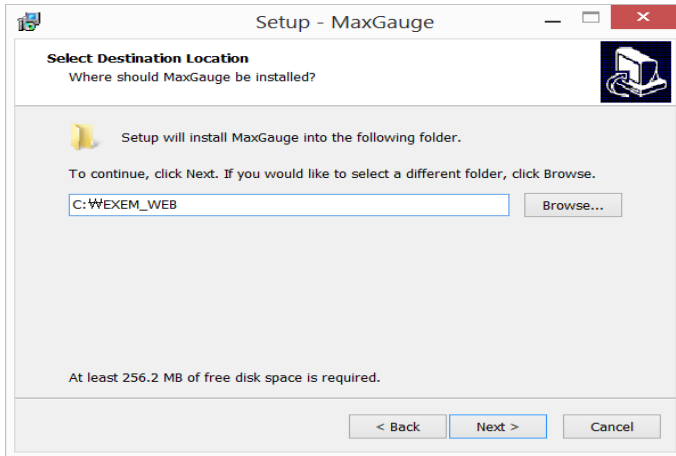 Setup - MaxGauge
Select Destination Location
Where should MaxGauge be installed?
Setup will install MaxGauge into the following folder.
To continue, click Next. If you would like to select a different folder, click Browse.
C:₩EXEM_WEB
Browse...
At least 256.2 MB of free disk space is required.
< Back
Next >
Cancel